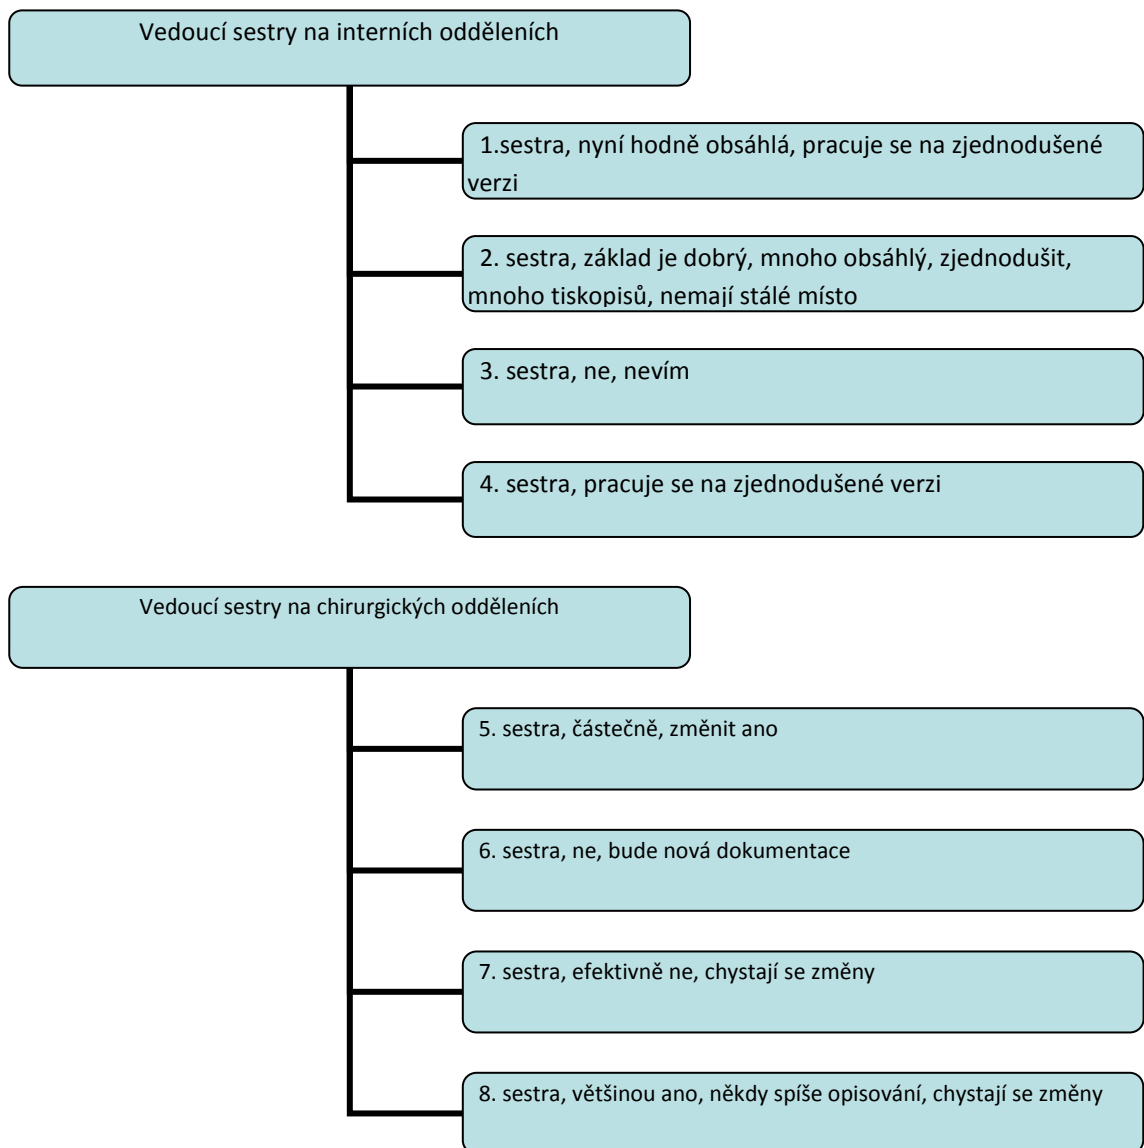 Vedoucí sestry na interních odděleních
1.sestra, nyní hodně obsáhlá, pracuje se na zjednodušené
verzi
2. sestra, základ je dobrý, mnoho obsáhlý, zjednodušit,
mnoho tiskopisů, nemají stálé místo
3. sestra, ne, nevím
4. sestra, pracuje se na zjednodušené verzi
Vedoucí sestry na chirurgických odděleních
5. sestra, částečně, změnit ano
6. sestra, ne, bude nová dokumentace
7. sestra, efektivně ne, chystají se změny
8. sestra, většinou ano, někdy spíše opisování, chystají se změny